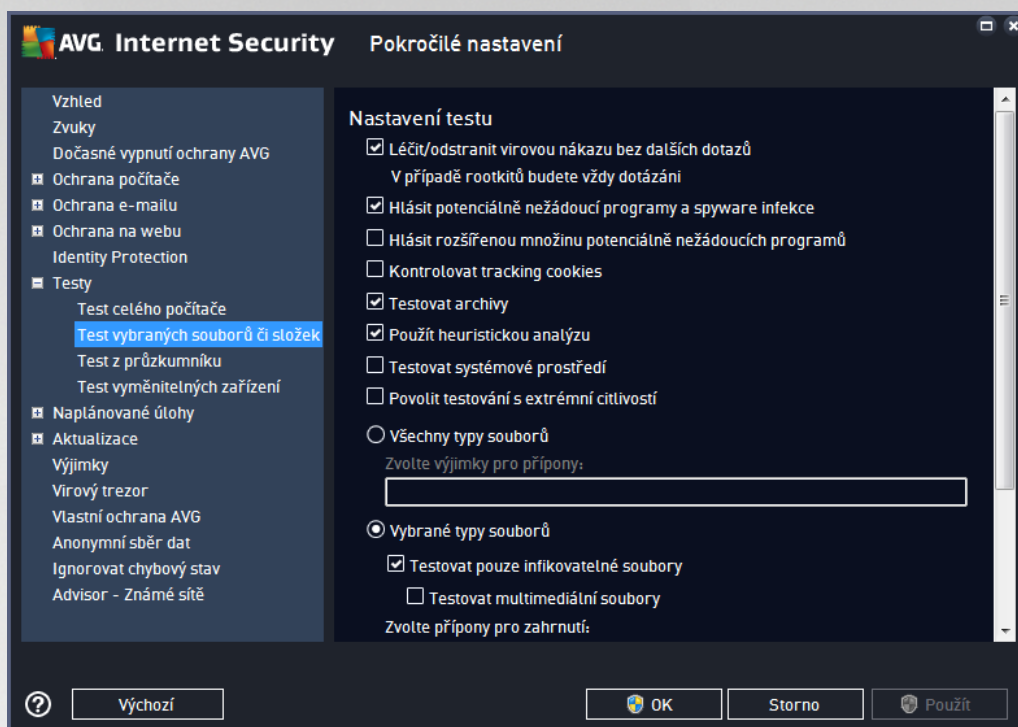 AVG. Internet Security Pokročilé nastavení
Vzhled
Zvuky
Dočasné vypnutí ochrany AVG
Ochrana počítače
Ochrana e-mailu
Ochrana na webu
Identity Protection
Testy
Test celého počítače
Test vybraných souborů či složek
Test z průzkumníku
Test vyměnitelných zařízení
Naplánované úlohy
Aktualizace
Výjimky
Virový trezor
Vlastní ochrana AVG
Anonymní sběr dat
Ignorovat chybový stav
Advisor - Známé sítě
Nastavení testu
Léčit/odstranit virovou nákazu bez dalších dotazů
V případě rootkitů budete vždy dotázáni
Hlásit potenciálně nežádoucí programy a spyware infekce
Hlásit rozšířenou množinu potenciálně nežádoucích programů
Kontrolovat tracking cookies
Testovat archivy
Použít heuristickou analýzu
Testovat systémové prostředí
Povolit testování s extrémní citlivostí
Všechny typy souborů
Zvolte výjimky pro přípony:
Vybrané typy souborů
Testovat pouze infikovatelné soubory
Testovat multimediální soubory
Zvolte přípony pro zahrnutí:
Výchozí
OK
Storno
Použít